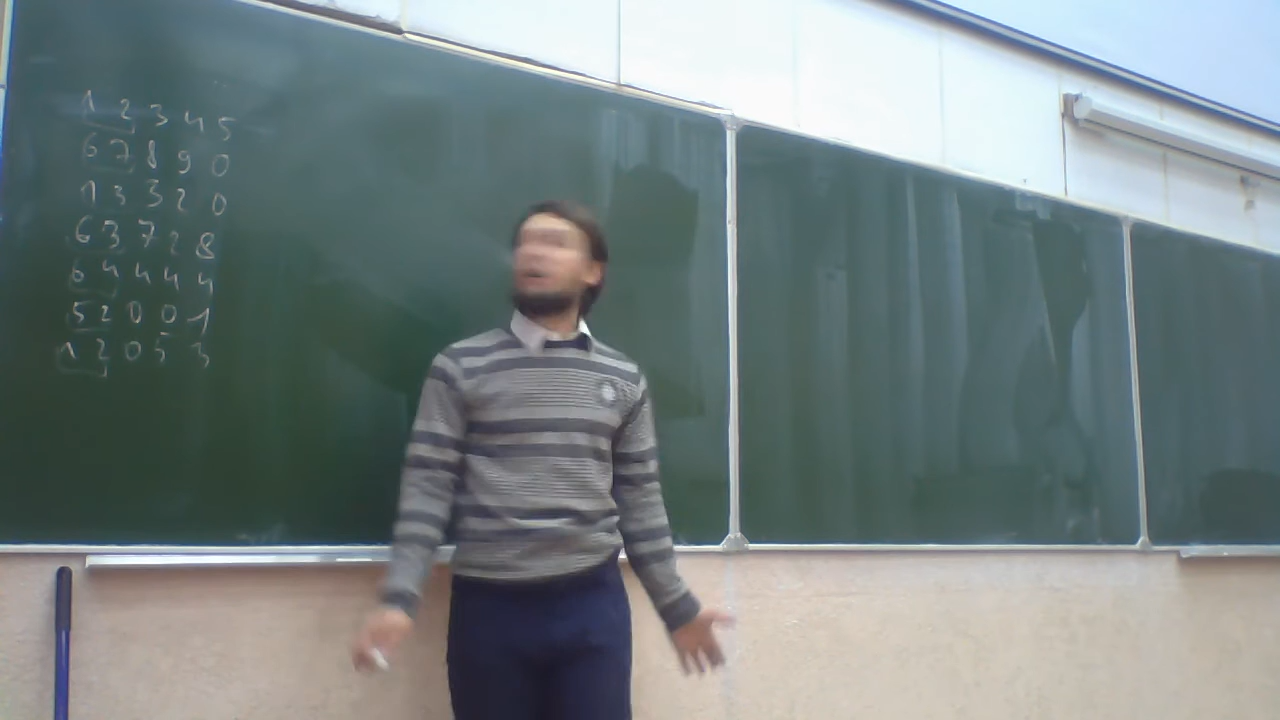 1 2 3 4 5
6 7 8 9 0
1 3 3 2 0
6 3 7 2 8
6 4 4 4 4
5 2 0 0 1
1 2 0 5 3